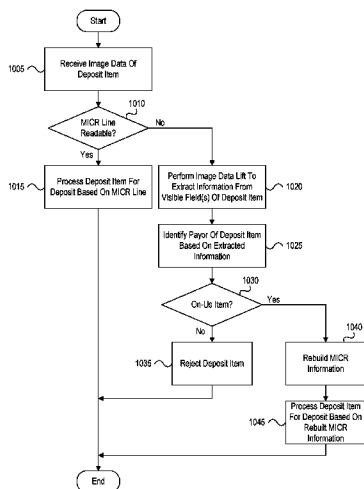 Start
1005
Receive Image Data Of
Deposit Item
1010
MICR Line
Readable?
No
Yes
1015
Process Deposit Item For
Deposit Based On MICR Line
Perform Image Data Lift To
Extract Information From
Visible Field(s) Of Deposit Item
1020
Identify Payor Of Deposit Item
Based On Extracted
Information
1025
1030
On-Us Item?
Yes
No
1035
Reject Deposit Item
1040
Rebuild MICR
Information
1045
Process Deposit Item
For Deposit Based On
Rebuilt MICR
Information
End